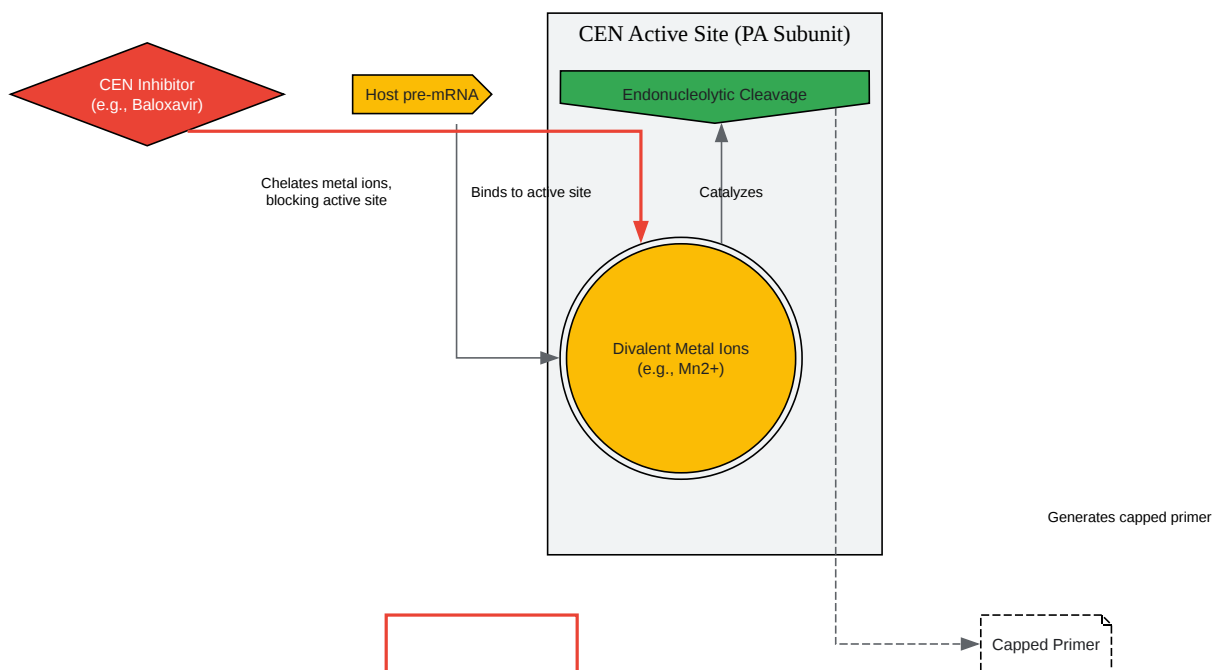 CEN Active Site (PA Subunit)
CEN Inhibitor
(e.g., Baloxavir)
Host pre-mRNA
Endonucleolytic Cleavage
Chelates metal ions,
blocking active site
Binds to active site
Catalyzes
Divalent Metal Ions
(e.g., Mn2+)
Generates capped primer
Capped Primer